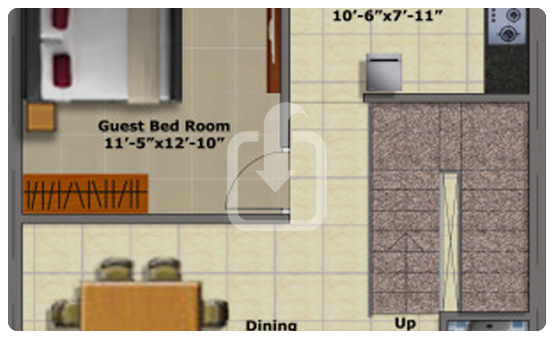 10'-6"x7'-11"
Guest Bed Room
11'-5"x12'-10"
Dining
Up